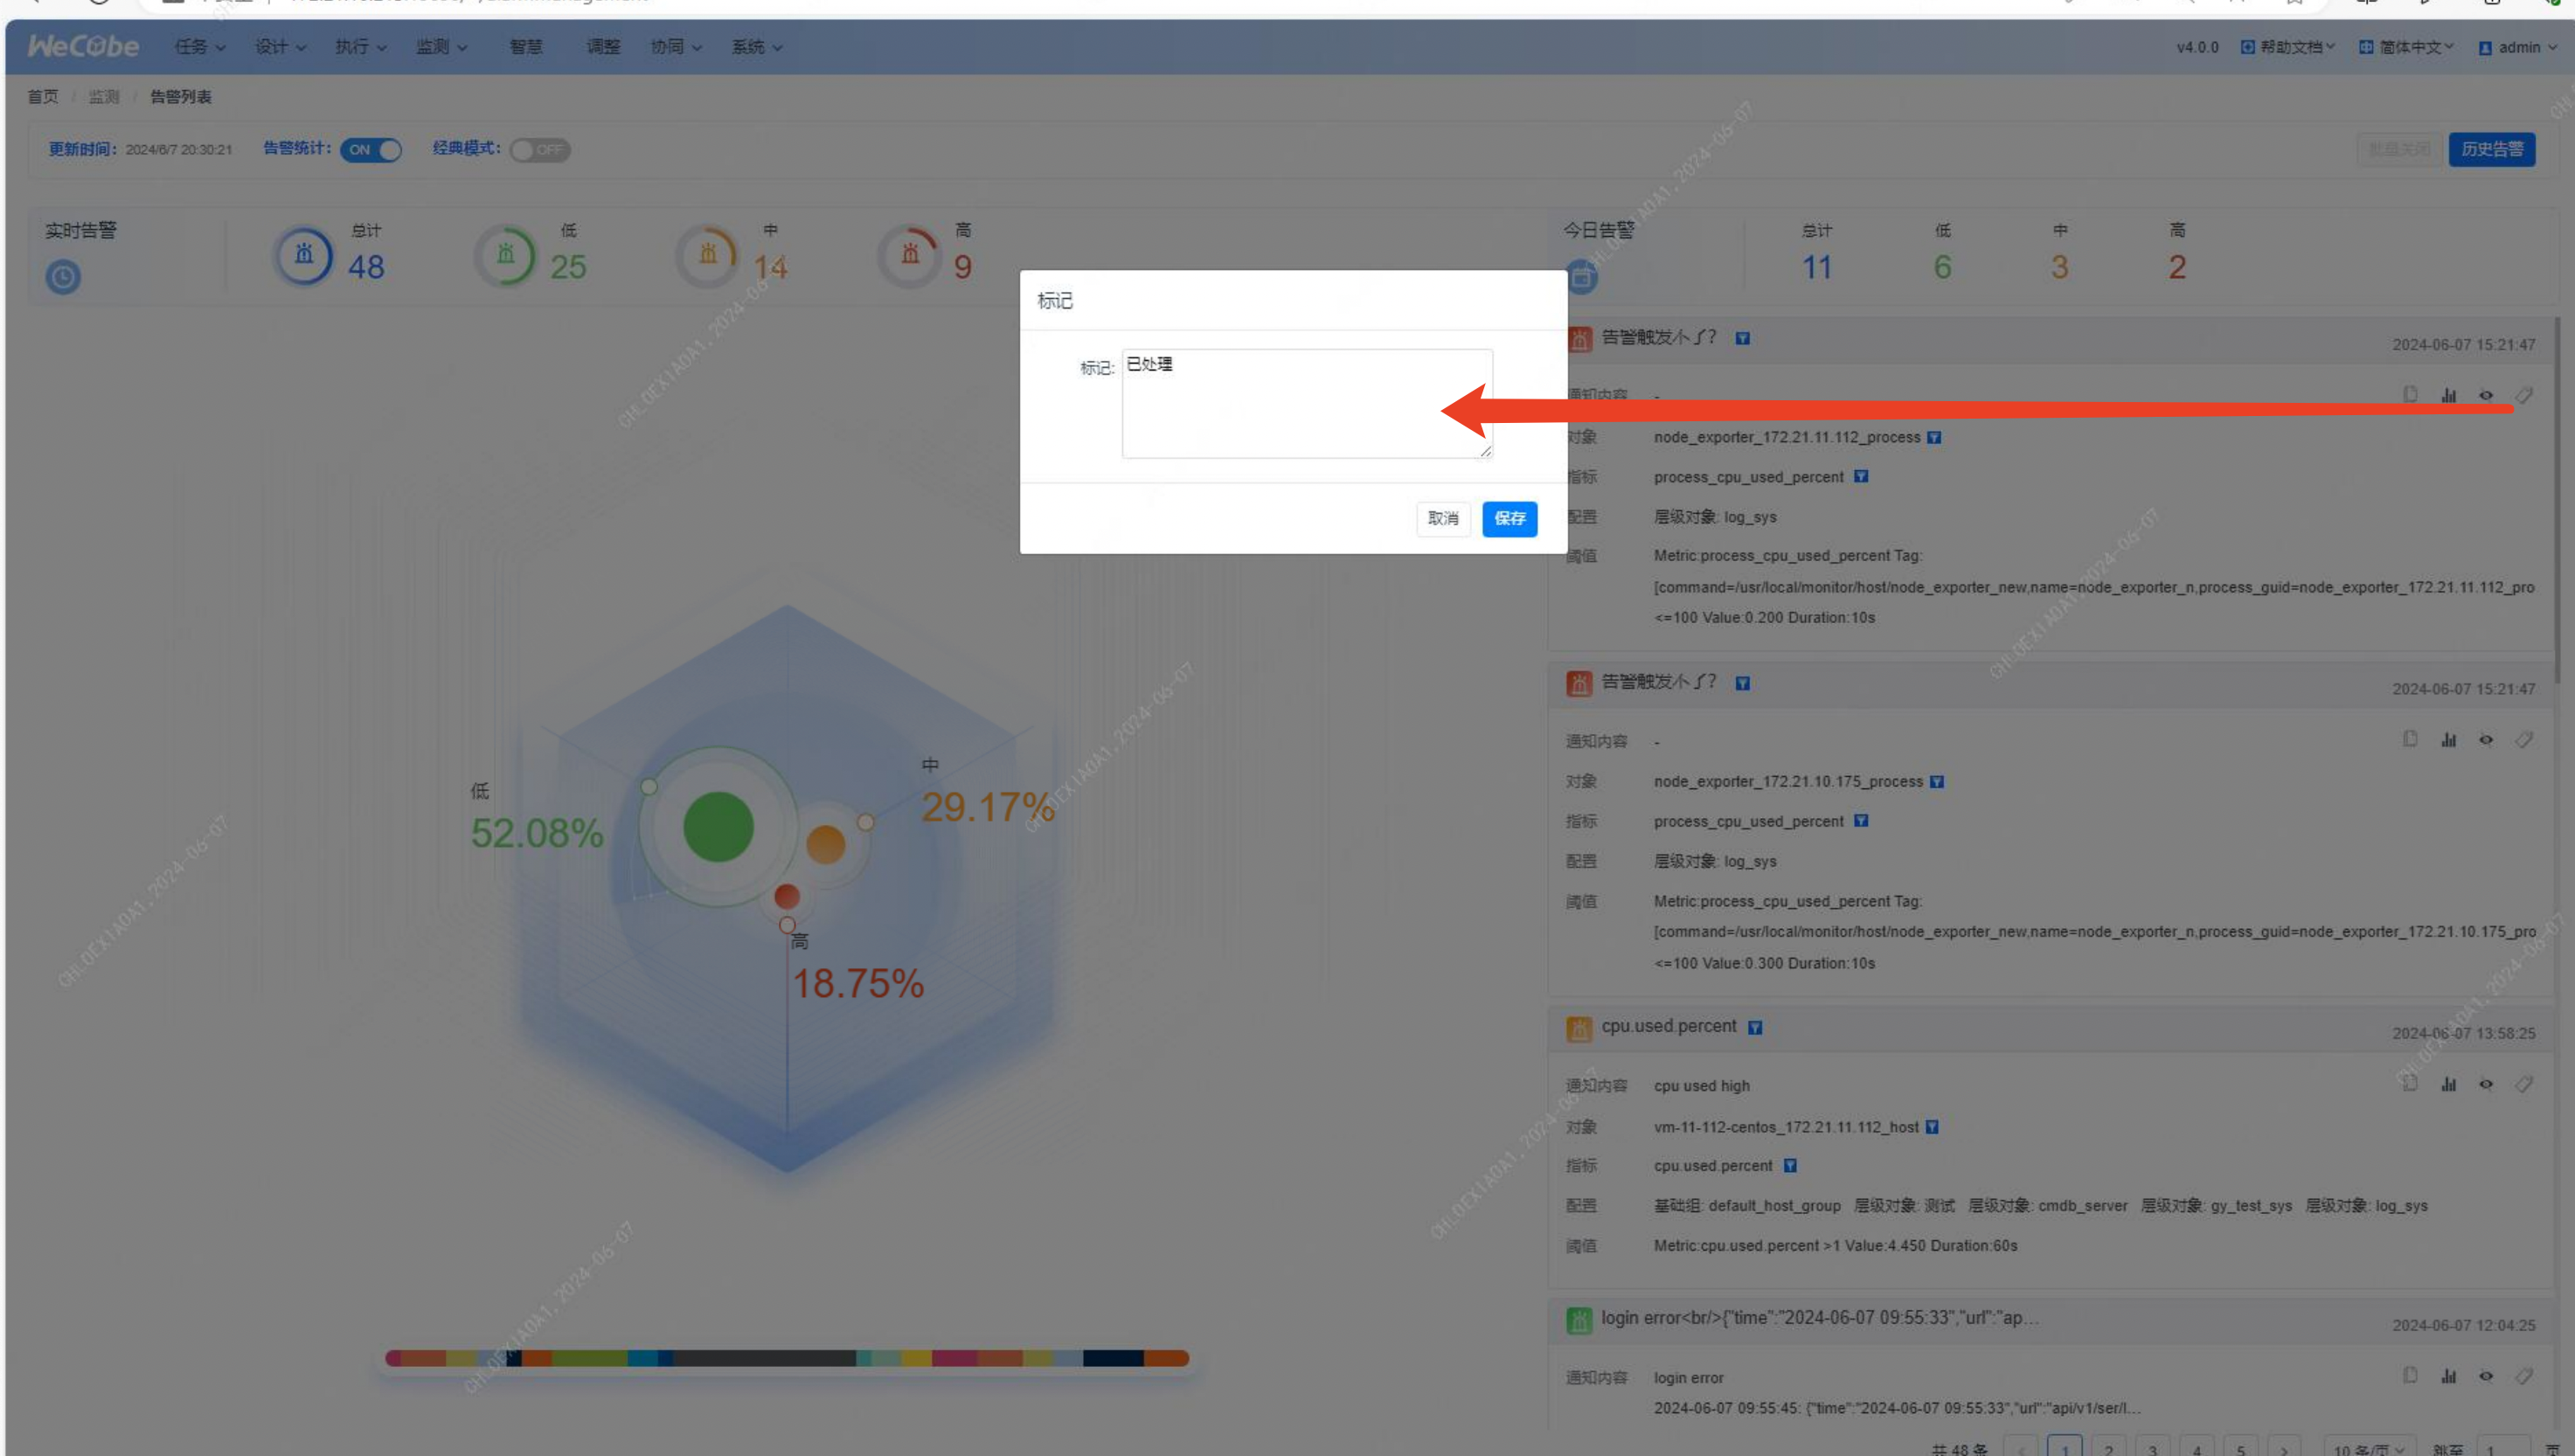 WeCube 任务 设计 执行 监测 智慧 调整 协同 系统 v4.0.0 帮助文档 简体中文 admin
首页 / 监测 / 告警列表
更新时间: 2024/6/7 20:30:21 告警统计: ON 经典模式: OFF 批量关闭 历史告警
实时告警 总计 48 低 25 中 14 高 9
今日告警 总计 11 低 6 中 3 高 2
标记
标记: 已处理
取消 保存
低
52.08%
中
29.17%
高
18.75%
告警触发不了? 2024-06-07 15:21:47
通知内容 -
对象 node_exporter_172.21.11.112_process
指标 process_cpu_used_percent
配置 层级对象: log_sys
阈值 Metric:process_cpu_used_percent Tag:
[command=/usr/local/monitor/host/node_exporter_new,name=node_exporter_n,process_guid=node_exporter_172.21.11.112_pro
<=100 Value:0.200 Duration:10s
告警触发不了? 2024-06-07 15:21:47
通知内容 -
对象 node_exporter_172.21.10.175_process
指标 process_cpu_used_percent
配置 层级对象: log_sys
阈值 Metric:process_cpu_used_percent Tag:
[command=/usr/local/monitor/host/node_exporter_new,name=node_exporter_n,process_guid=node_exporter_172.21.10.175_pro
<=100 Value:0.300 Duration:10s
cpu.used.percent 2024-06-07 13:58:25
通知内容 cpu used high
对象 vm-11-112-centos_172.21.11.112_host
指标 cpu.used.percent
配置 基础组: default_host_group 层级对象: 测试 层级对象: cmdb_server 层级对象: gy_test_sys 层级对象: log_sys
阈值 Metric:cpu.used.percent >1 Value:4.450 Duration:60s
login error<br/>{"time":"2024-06-07 09:55:33","url":"ap... 2024-06-07 12:04:25
通知内容 login error
2024-06-07 09:55:45: {"time":"2024-06-07 09:55:33","url":"api/v1/ser/l...
共 48 条 < 1 2 3 4 5 > 10 条/页 跳至 1 页